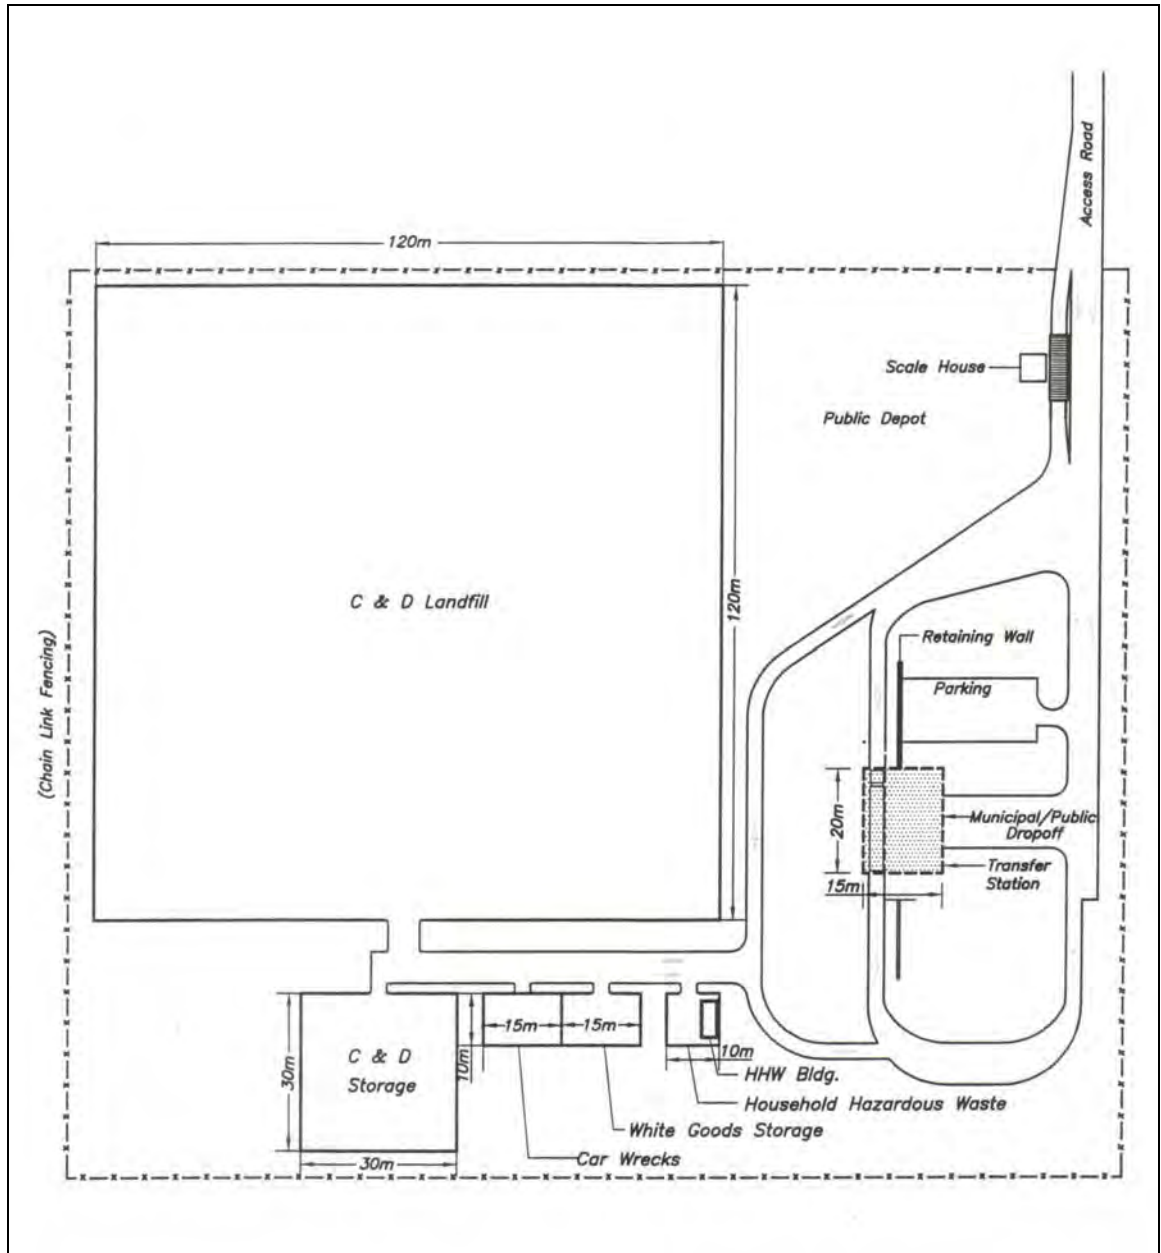 Access Road
120m
Scale House
Public Depot
C & D Landfill
120m
Retaining Wall
Parking
(Chain Link Fencing)
20m
Municipal/Public
Dropoff
Transfer
Station
15m
15m
15m
10m
30m
C & D
Storage
10m
HHW Bldg.
Household Hazardous Waste
White Goods Storage
Car Wrecks
30m